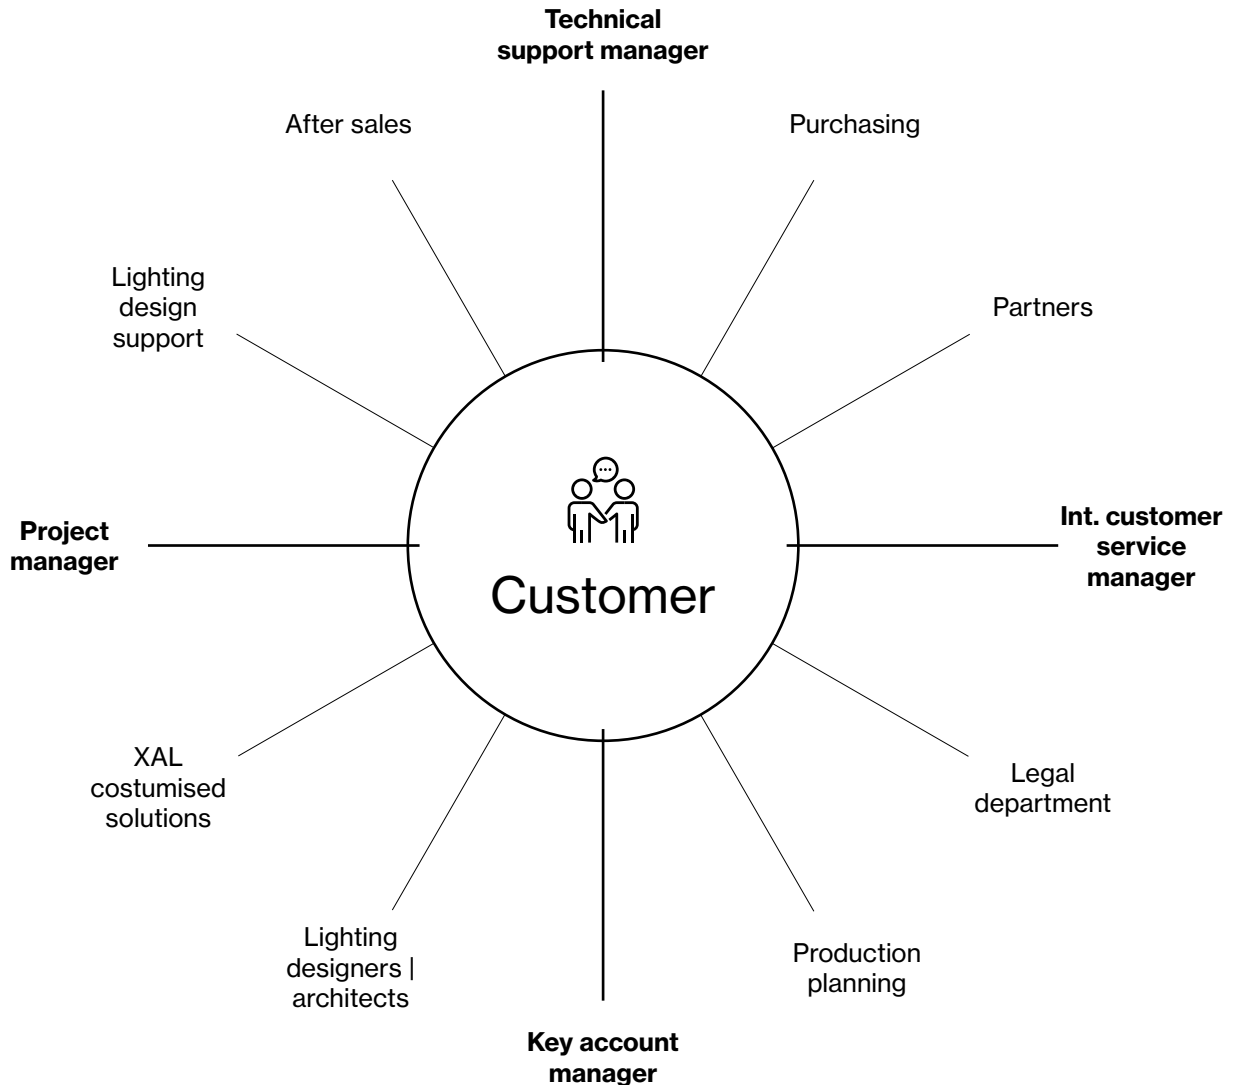 Technical
support manager
After sales
Purchasing
Lighting
design
support
Partners
Project
manager
Customer
Int. customer
service
manager
XAL
costumised
solutions
Legal
department
Lighting
designers |
architects
Production
planning
Key account
manager